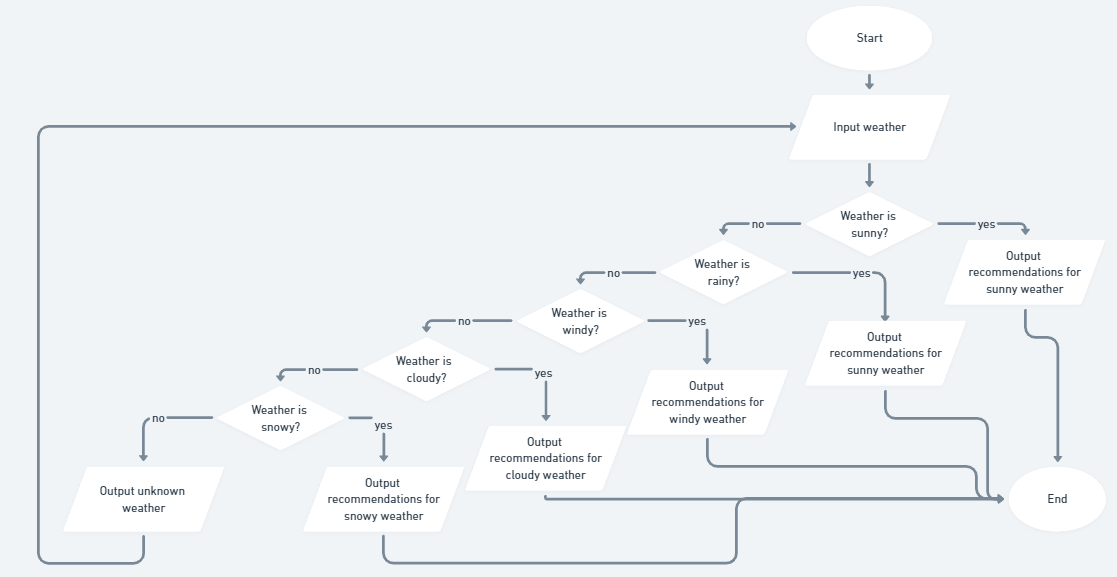 Start
Input weather
Weather is
sunny?
no
yes
Output
recommendations for
sunny weather
Weather is
rainy?
no
yes
Output
recommendations for
sunny weather
Weather is
windy?
no
yes
Output
recommendations for
windy weather
Weather is
cloudy?
no
yes
Output
recommendations for
cloudy weather
Weather is
snowy?
no
yes
Output
recommendations for
snowy weather
Output unknown
weather
End